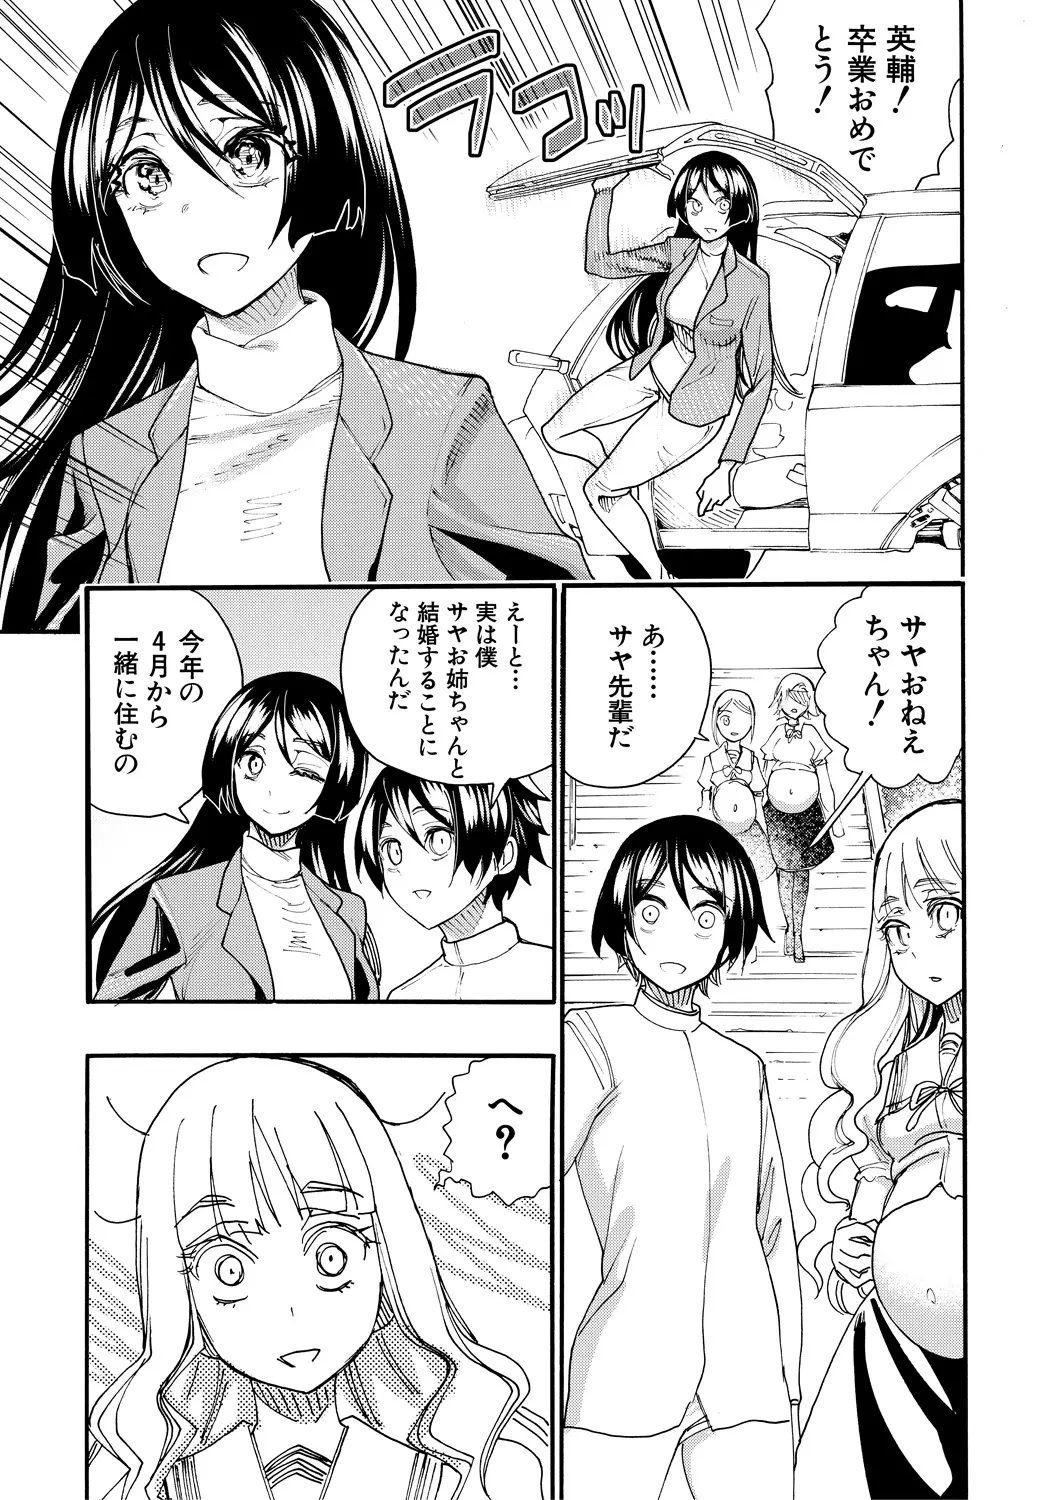 英輔！
卒業おめで
とう！
ラコッ
サヤおねえ
ちゃん！
あ……
サヤ先輩だ
えーと…
実は僕
サヤお姉ちゃんと
結婚することに
なったんだ
今年の
4月から
一緒に住むの
へ？